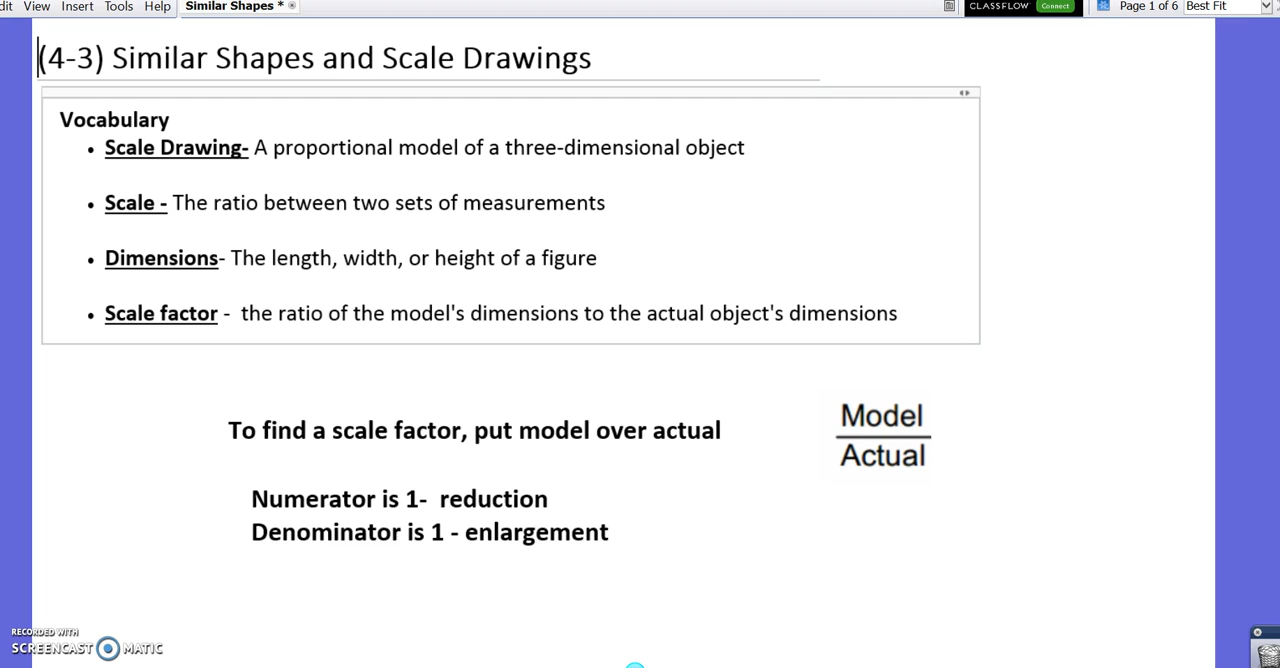 dit View Insert Tools Help Similar Shapes * CLASSFLOW Connect Page 1 of 6 Best Fit
(4-3) Similar Shapes and Scale Drawings
Vocabulary
• Scale Drawing- A proportional model of a three-dimensional object
• Scale - The ratio between two sets of measurements
• Dimensions- The length, width, or height of a figure
• Scale factor - the ratio of the model's dimensions to the actual object's dimensions
To find a scale factor, put model over actual
Model
Actual
Numerator is 1- reduction
Denominator is 1 - enlargement
RECORDED WITH
SCREENCAST MATIC